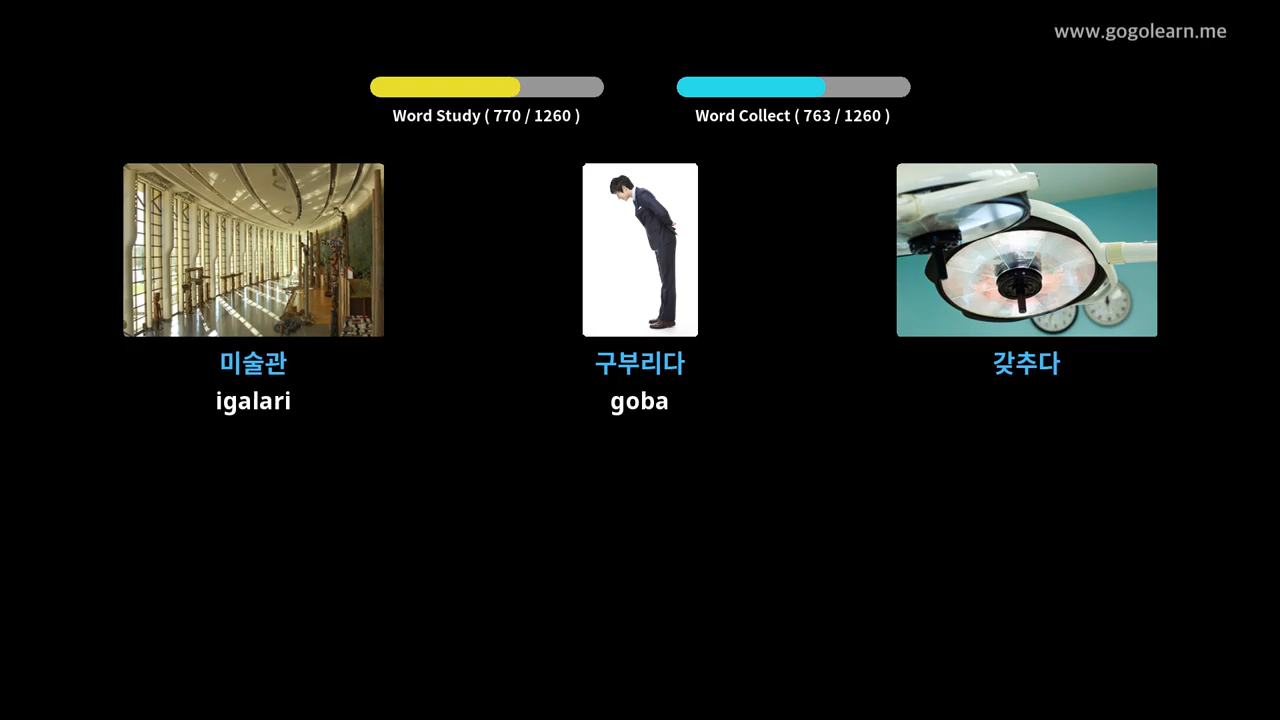 www.gogolearn.me
Word Study ( 770 / 1260 )
Word Collect ( 763 / 1260 )
미술관
igalari
구부리다
goba
갖추다